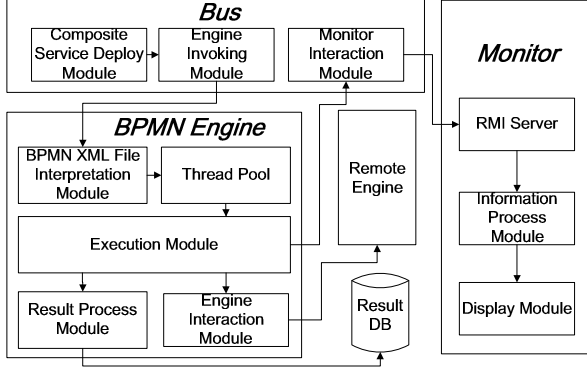 Bus
Composite
Service Deploy
Module
Engine
Invoking
Module
Monitor
Interaction
Module
Monitor
RMI Server
Information
Process
Module
Display Module
BPMN Engine
BPMN XML File
Interpretation
Module
Thread Pool
Execution Module
Result Process
Module
Engine
Interaction
Module
Remote
Engine
Result
DB